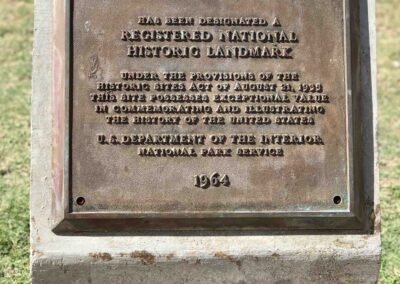 HAS BEEN DESIGNATED A
REGISTERED NATIONAL
HISTORIC LANDMARK
UNDER THE PROVISIONS OF THE
HISTORIC SITES ACT OF AUGUST 21, 1935
THIS SITE POSSESSES EXCEPTIONAL VALUE
IN COMMEMORATING AND ILLUSTRATING
THE HISTORY OF THE UNITED STATES
U.S. DEPARTMENT OF THE INTERIOR
NATIONAL PARK SERVICE
1964